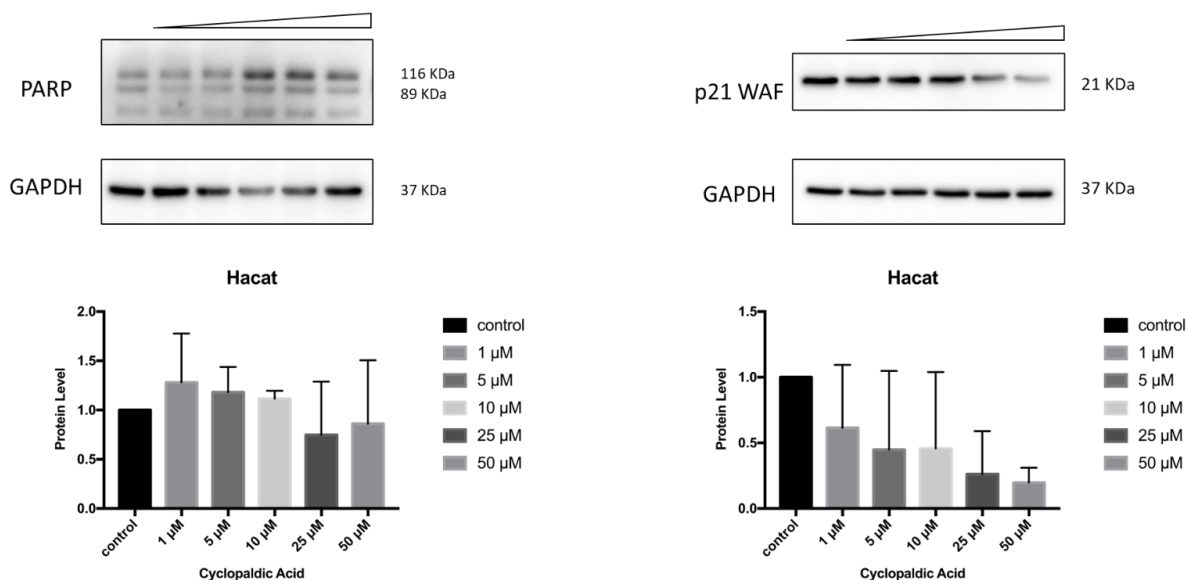 PARP
116 KDa
89 KDa
GAPDH
37 KDa
Hacat
Protein Level
2.0
1.5
1.0
0.5
0.0
control
1 µM
5 µM
10 µM
25 µM
50 µM
Cyclopaldic Acid
control
1 µM
5 µM
10 µM
25 µM
50 µM
p21 WAF
21 KDa
GAPDH
37 KDa
Hacat
Protein Level
1.5
1.0
0.5
0.0
control
1 µM
5 µM
10 µM
25 µM
50 µM
Cyclopaldic Acid
control
1 µM
5 µM
10 µM
25 µM
50 µM